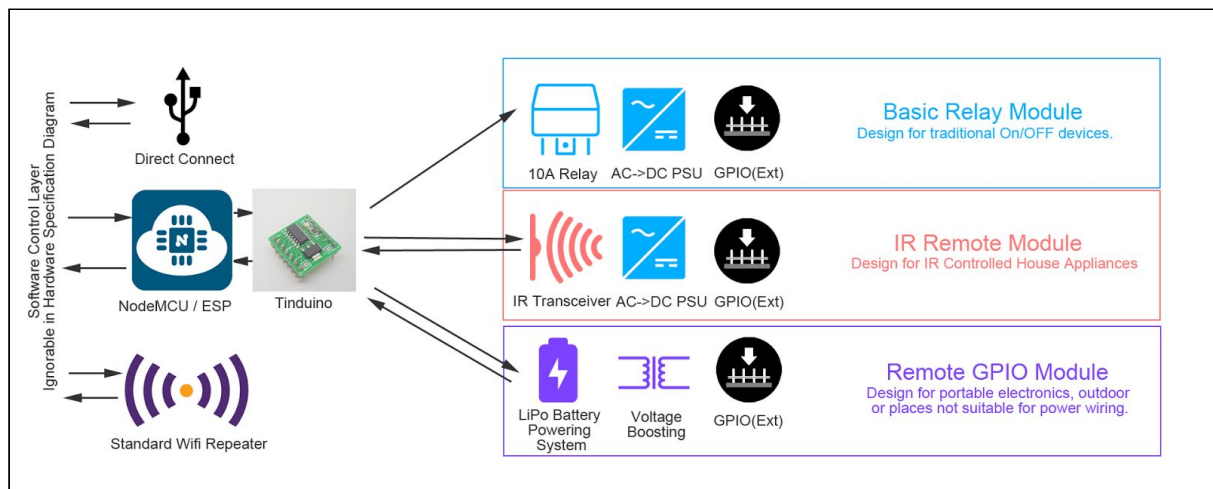 Software Control Layer
Ignorable in Hardware Specification Diagram
Direct Connect
NodeMCU / ESP
Tinduino
Standard Wifi Repeater
10A Relay
AC->DC PSU
GPIO(Ext)
Basic Relay Module
Design for traditional On/OFF devices.
IR Transceiver
AC->DC PSU
GPIO(Ext)
IR Remote Module
Design for IR Controlled House Appliances
LiPo Battery
Powering
System
Voltage
Boosting
GPIO(Ext)
Remote GPIO Module
Design for portable electronics, outdoor
or places not suitable for power wiring.